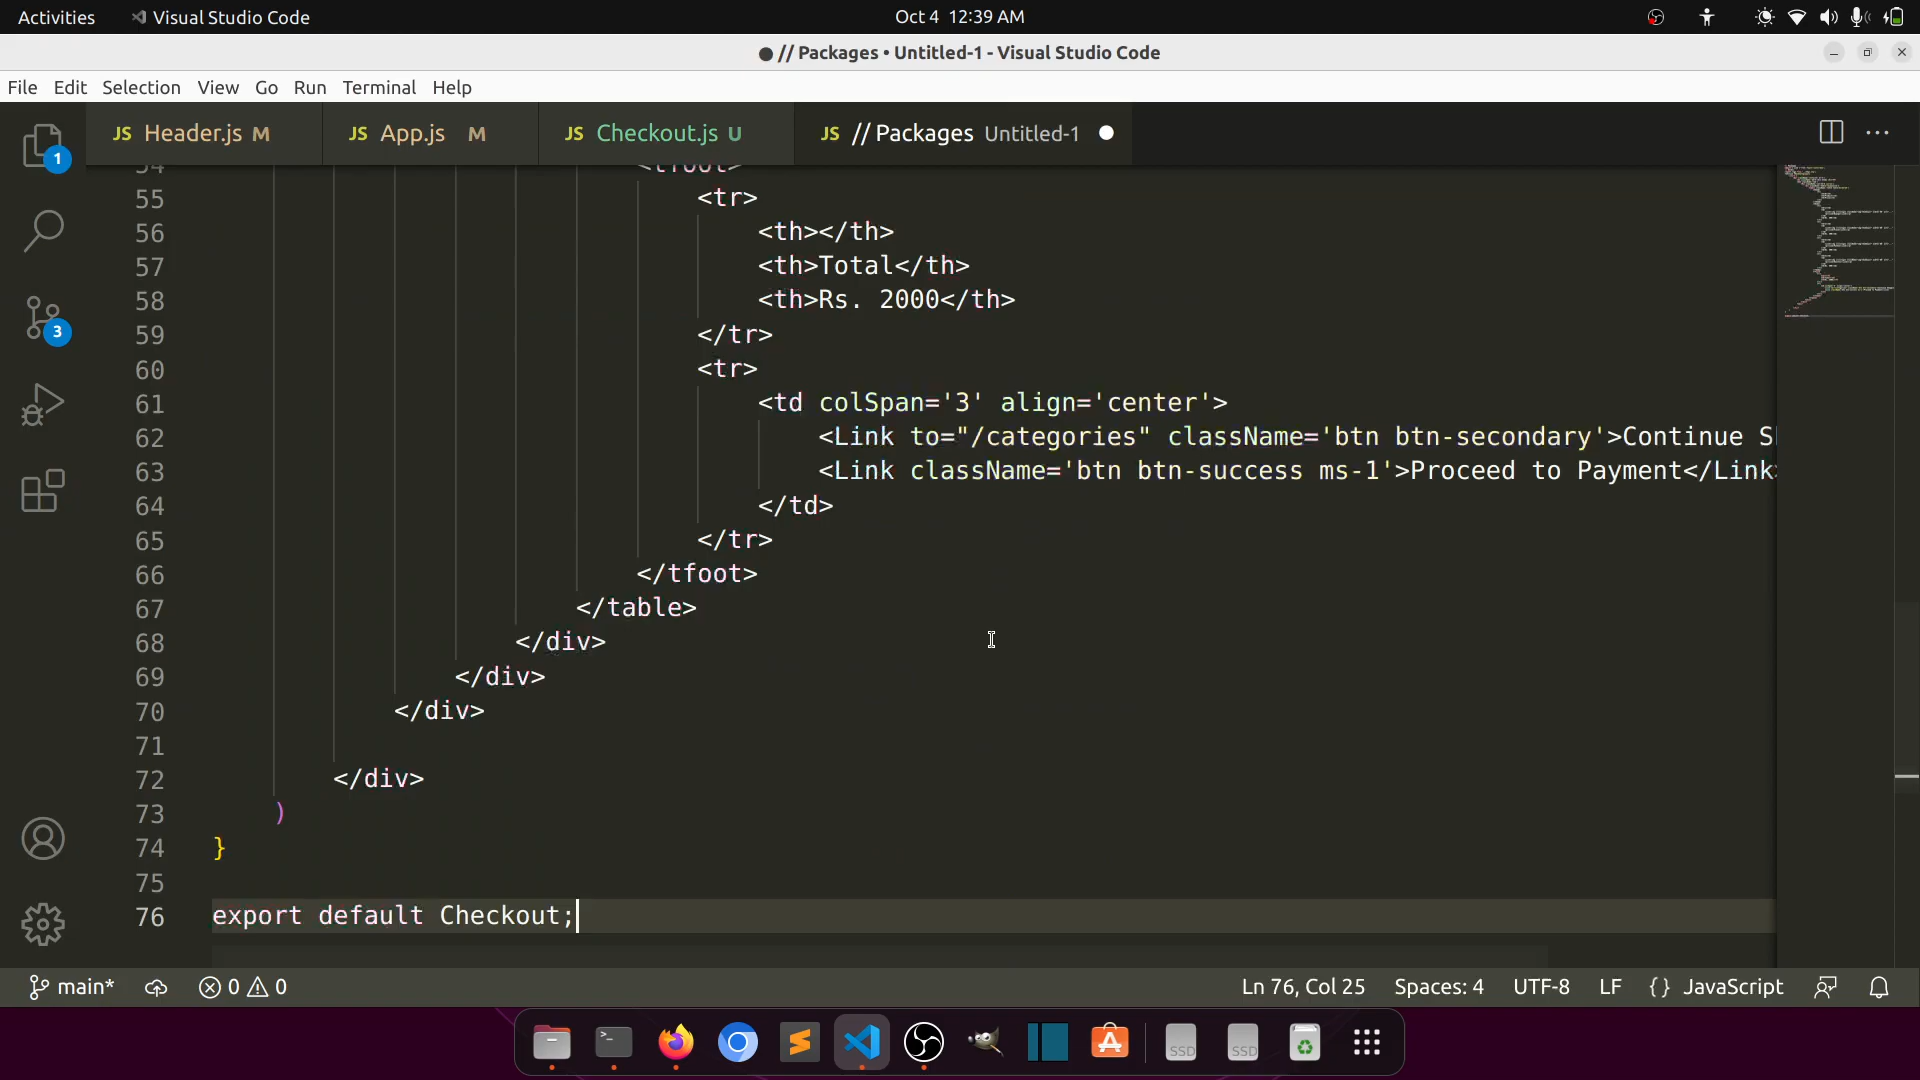 Activities Visual Studio Code Oct 4 12:39 AM
// Packages • Untitled-1 - Visual Studio Code
File Edit Selection View Go Run Terminal Help
JS Header.js M JS App.js M JS Checkout.js U JS // Packages Untitled-1
54 <tfoot>
55 <tr>
56 <th></th>
57 <th>Total</th>
58 <th>Rs. 2000</th>
59 </tr>
60 <tr>
61 <td colSpan='3' align='center'>
62 <Link to="/categories" className='btn btn-secondary'>Continue
63 <Link className='btn btn-success ms-1'>Proceed to Payment</Link>
64 </td>
65 </tr>
66 </tfoot>
67 </table>
68 </div>
69 </div>
70 </div>
71
72 </div>
73 )
74 }
75
76 export default Checkout;
1
3
main* 0 0 Ln 76, Col 25 Spaces: 4 UTF-8 LF {} JavaScript
SSD SSD